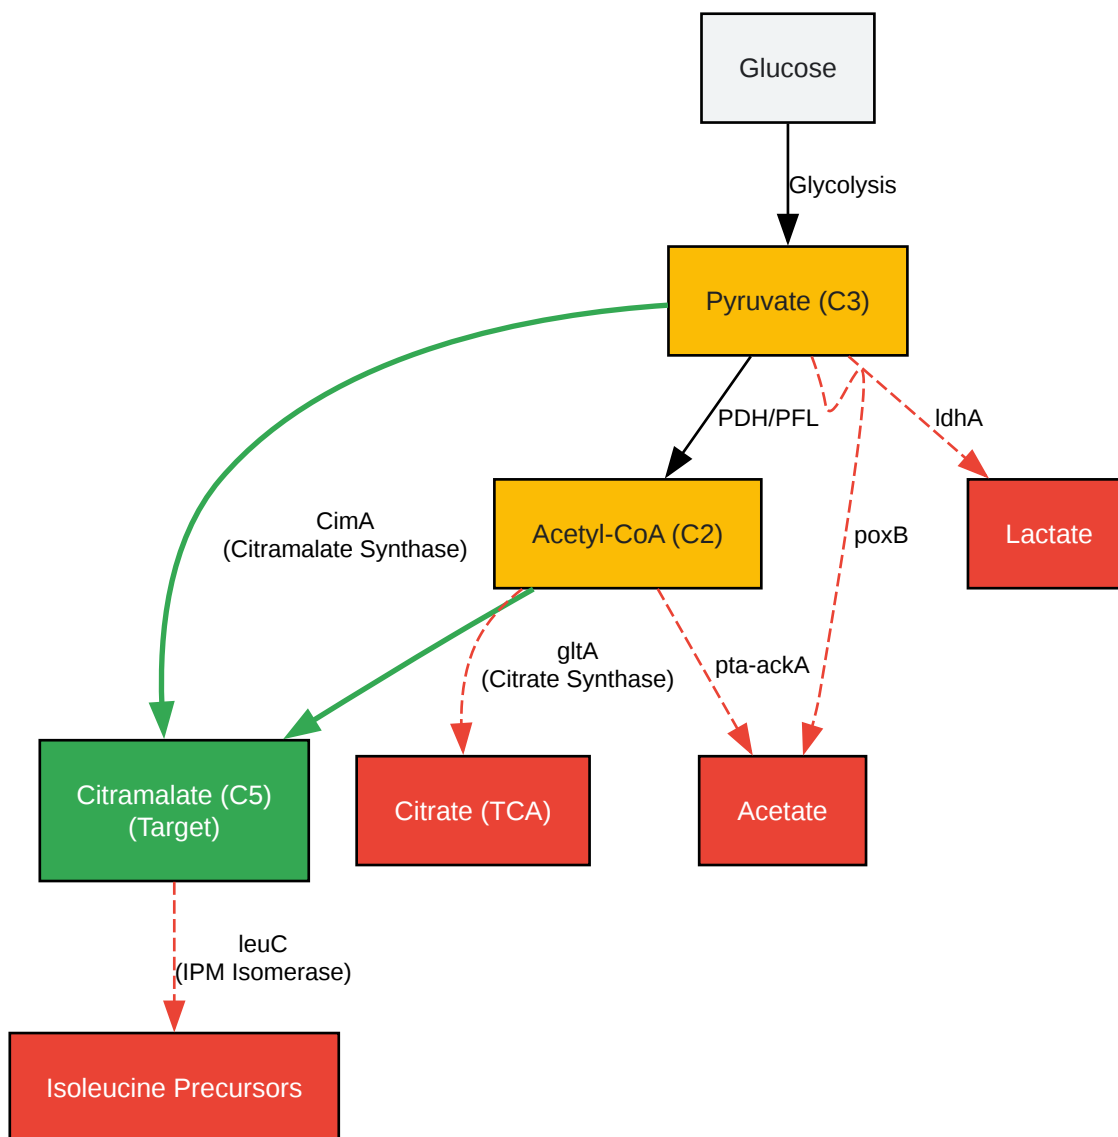 Glucose
Glycolysis
Pyruvate (C3)
PDH/PFL
ldhA
CimA
(Citramalate Synthase)
Acetyl-CoA (C2)
poxB
Lactate
gltA
(Citrate Synthase)
pta-ackA
Citramalate (C5)
(Target)
Citrate (TCA)
Acetate
leuC
(IPM Isomerase)
Isoleucine Precursors